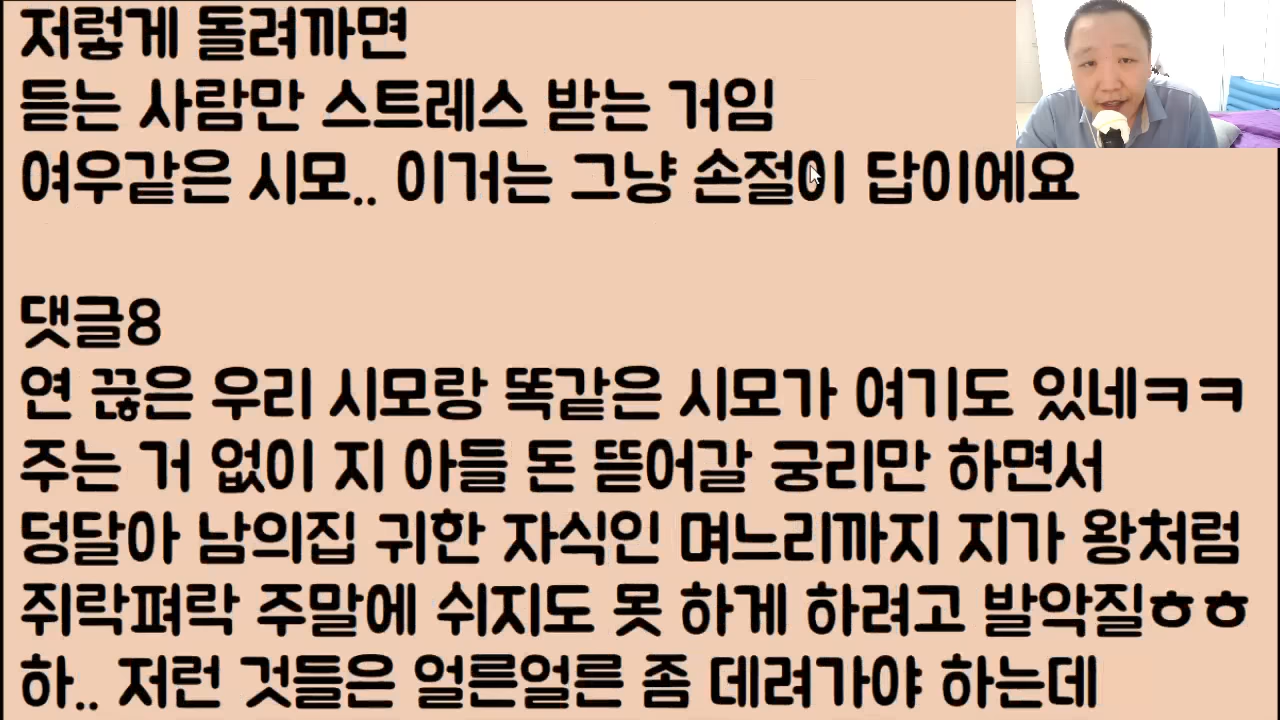 저렇게 돌려까면
듣는 사람만 스트레스 받는 거임
여우같은 시모.. 이거는 그냥 손절이 답이에요
댓글8
연 끊은 우리 시모랑 똑같은 시모가 여기도 있네ㅋㅋ
주는 거 없이 지 아들 돈 뜯어갈 궁리만 하면서
덩달아 남의집 귀한 자식인 며느리까지 지가 왕처럼
쥐락펴락 주말에 쉬지도 못 하게 하려고 발악질ㅎㅎ
하.. 저런 것들은 얼른얼른 좀 데려가야 하는데